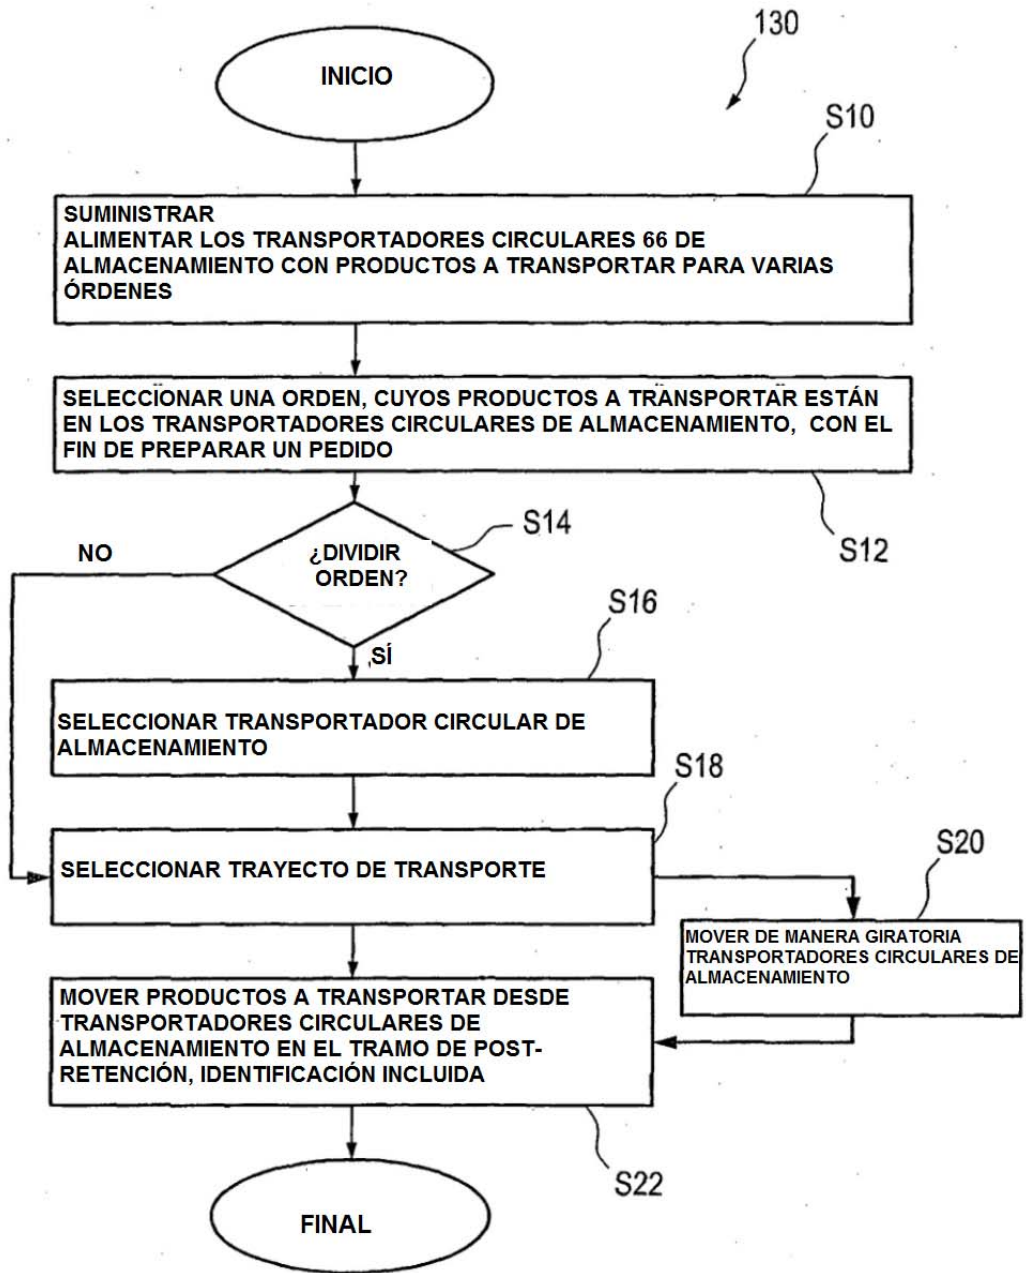 130
INICIO
S10
SUMINISTRAR
ALIMENTAR LOS TRANSPORTADORES CIRCULARES 66 DE
ALMACENAMIENTO CON PRODUCTOS A TRANSPORTAR PARA VARIAS
ÓRDENES
SELECCIONAR UNA ORDEN, CUYOS PRODUCTOS A TRANSPORTAR ESTÁN
EN LOS TRANSPORTADORES CIRCULARES DE ALMACENAMIENTO, CON EL
FIN DE PREPARAR UN PEDIDO
S12
S14
NO
¿DIVIDIR
ORDEN?
SÍ
S16
SELECCIONAR TRANSPORTADOR CIRCULAR DE
ALMACENAMIENTO
S18
SELECCIONAR TRAYECTO DE TRANSPORTE
S20
MOVER DE MANERA GIRATORIA
TRANSPORTADORES CIRCULARES DE
ALMACENAMIENTO
MOVER PRODUCTOS A TRANSPORTAR DESDE
TRANSPORTADORES CIRCULARES DE
ALMACENAMIENTO EN EL TRAMO DE POST-
RETENCIÓN, IDENTIFICACIÓN INCLUIDA
S22
FINAL